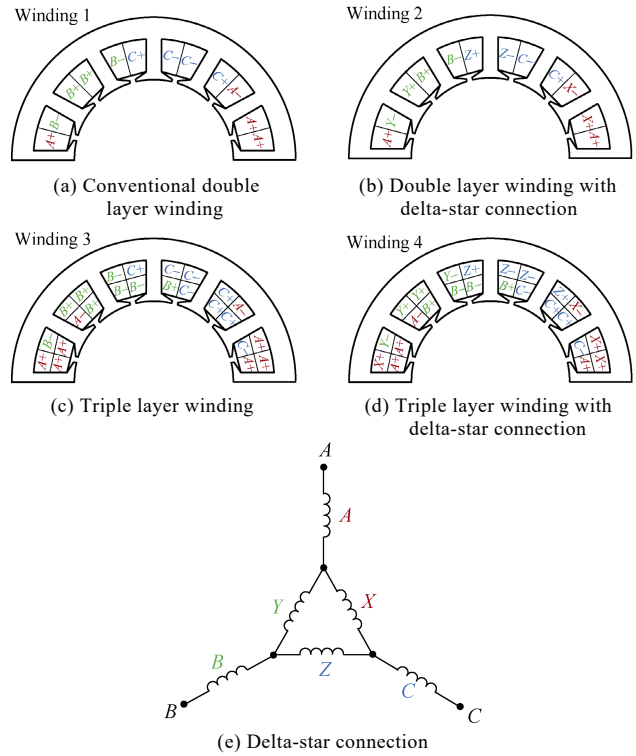 Winding 1
A+ B- B+ B+ B- C+ C- C- C+ A- A+ A+
(a) Conventional double
layer winding
Winding 2
A+ Y- Y+ B+ B- Z+ Z- C- C+ X- X+ A+
(b) Double layer winding with
delta-star connection
Winding 3
A+ B- A+ A+ B+ B+ A- B+ B- C+ B- B- C- C- B+ C- C+ A- C+ C+ A+ A+ C- A+
(c) Triple layer winding
Winding 4
X+ Y- A+ A+ Y+ Y+ A- B+ Y- Z+ B- B- Z- Z- B+ C- Z+ X- C+ C+ X+ X+ C- A+
(d) Triple layer winding with
delta-star connection
A
A
Y
X
B
Z
C
B
C
(e) Delta-star connection